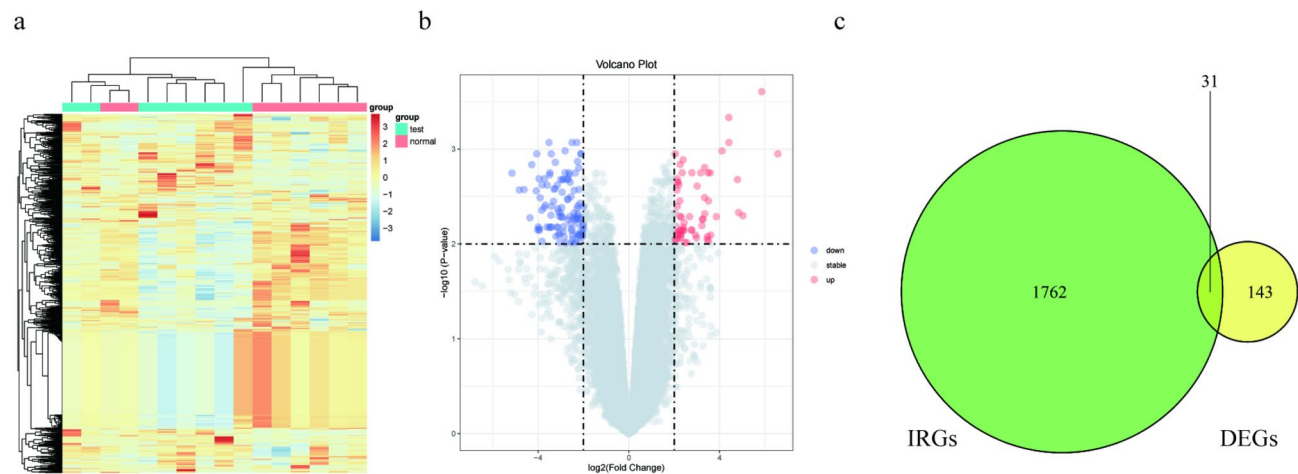 a
group
group
test
normal
3
2
1
0
−1
−2
−3
b
Volcano Plot
−log10 (P−value)
3
2
1
0
−4
0
4
log2(Fold Change)
down
stable
up
c
31
1762
143
IRGs
DEGs